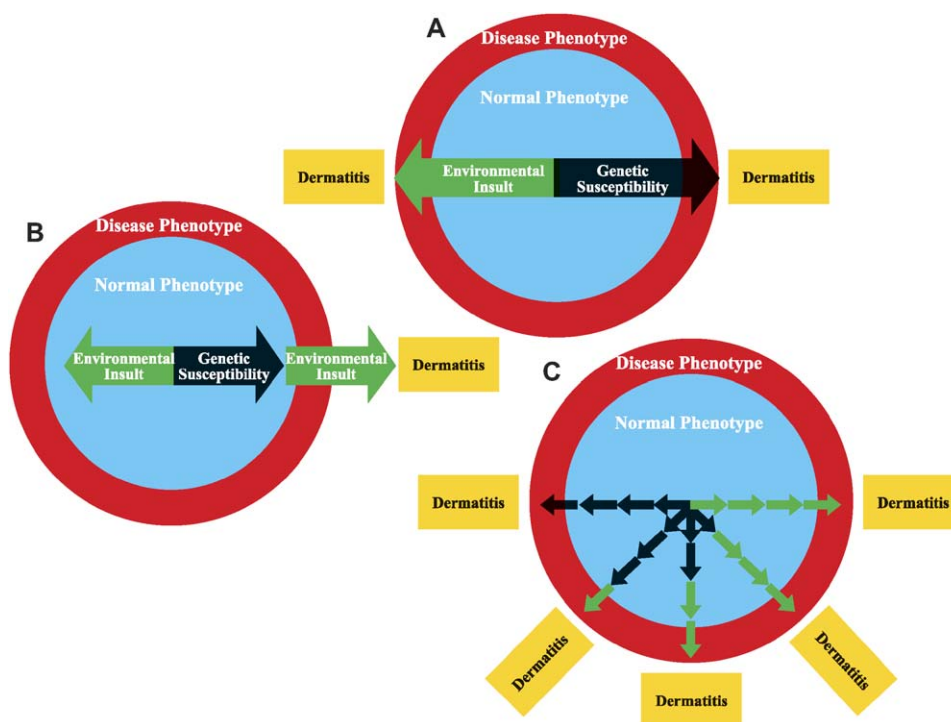 A
Disease Phenotype
Normal Phenotype
Dermatitis
Environmental
Insult
Genetic
Susceptibility
Dermatitis
B
Disease Phenotype
Normal Phenotype
Environmental
Insult
Genetic
Susceptibility
Environmental
Insult
Dermatitis
C
Disease Phenotype
Normal Phenotype
Dermatitis
Dermatitis
Dermatitis
Dermatitis
Dermatitis